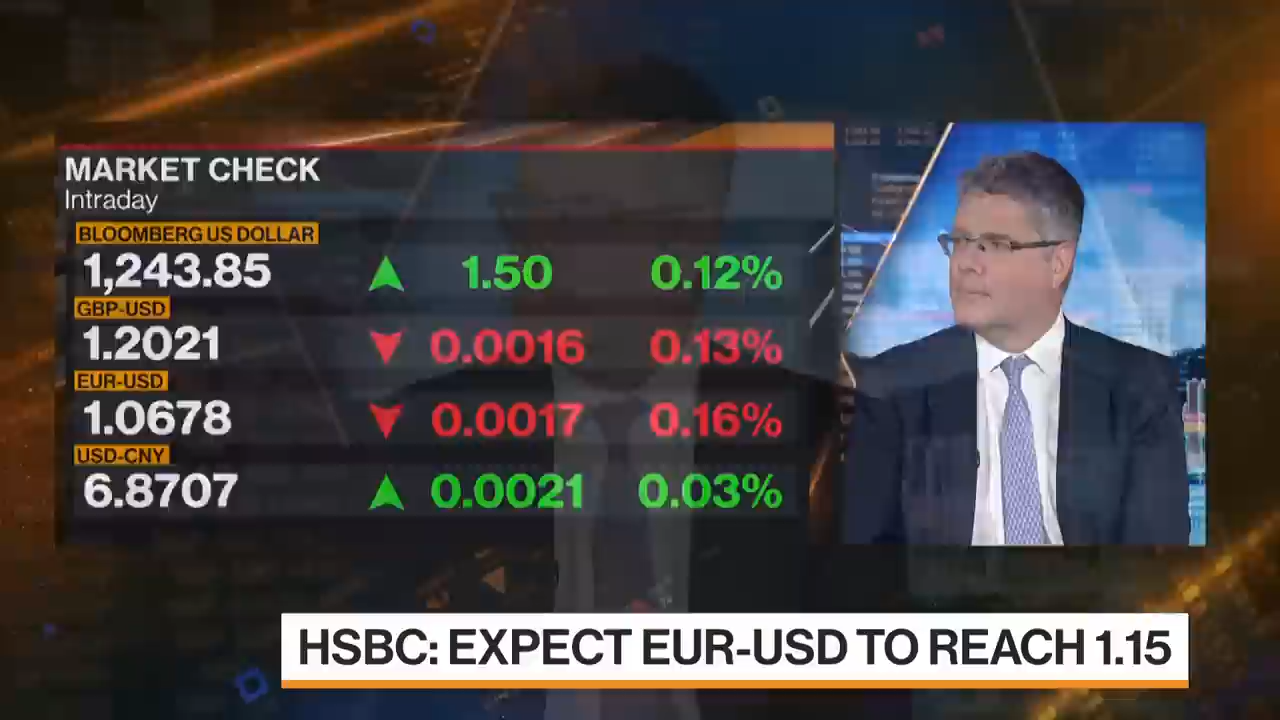 MARKET CHECK
Intraday
BLOOMBERG US DOLLAR
1,243.85 1.50 0.12%
GBP-USD
1.2021 0.0016 0.13%
EUR-USD
1.0678 0.0017 0.16%
USD-CNY
6.8707 0.0021 0.03%
HSBC: EXPECT EUR-USD TO REACH 1.15